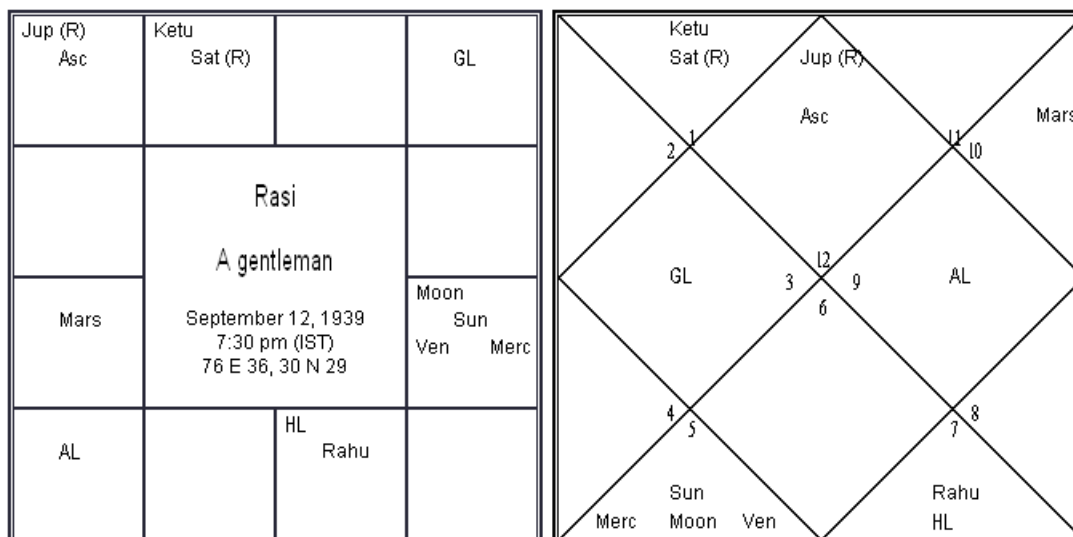 Jup (R)
Asc
Ketu
Sat (R)
GL
Rasi
A gentleman
September 12, 1939
7:30 pm (IST)
76 E 36, 30 N 29
Mars
Moon
Sun
Ven Merc
AL
HL
Rahu
Ketu
Sat (R) Jup (R)
Asc
Mars
1 11
2 10
12
GL 3 9 AL
6
4 8
5 7
Sun Rahu
Merc Moon Ven HL